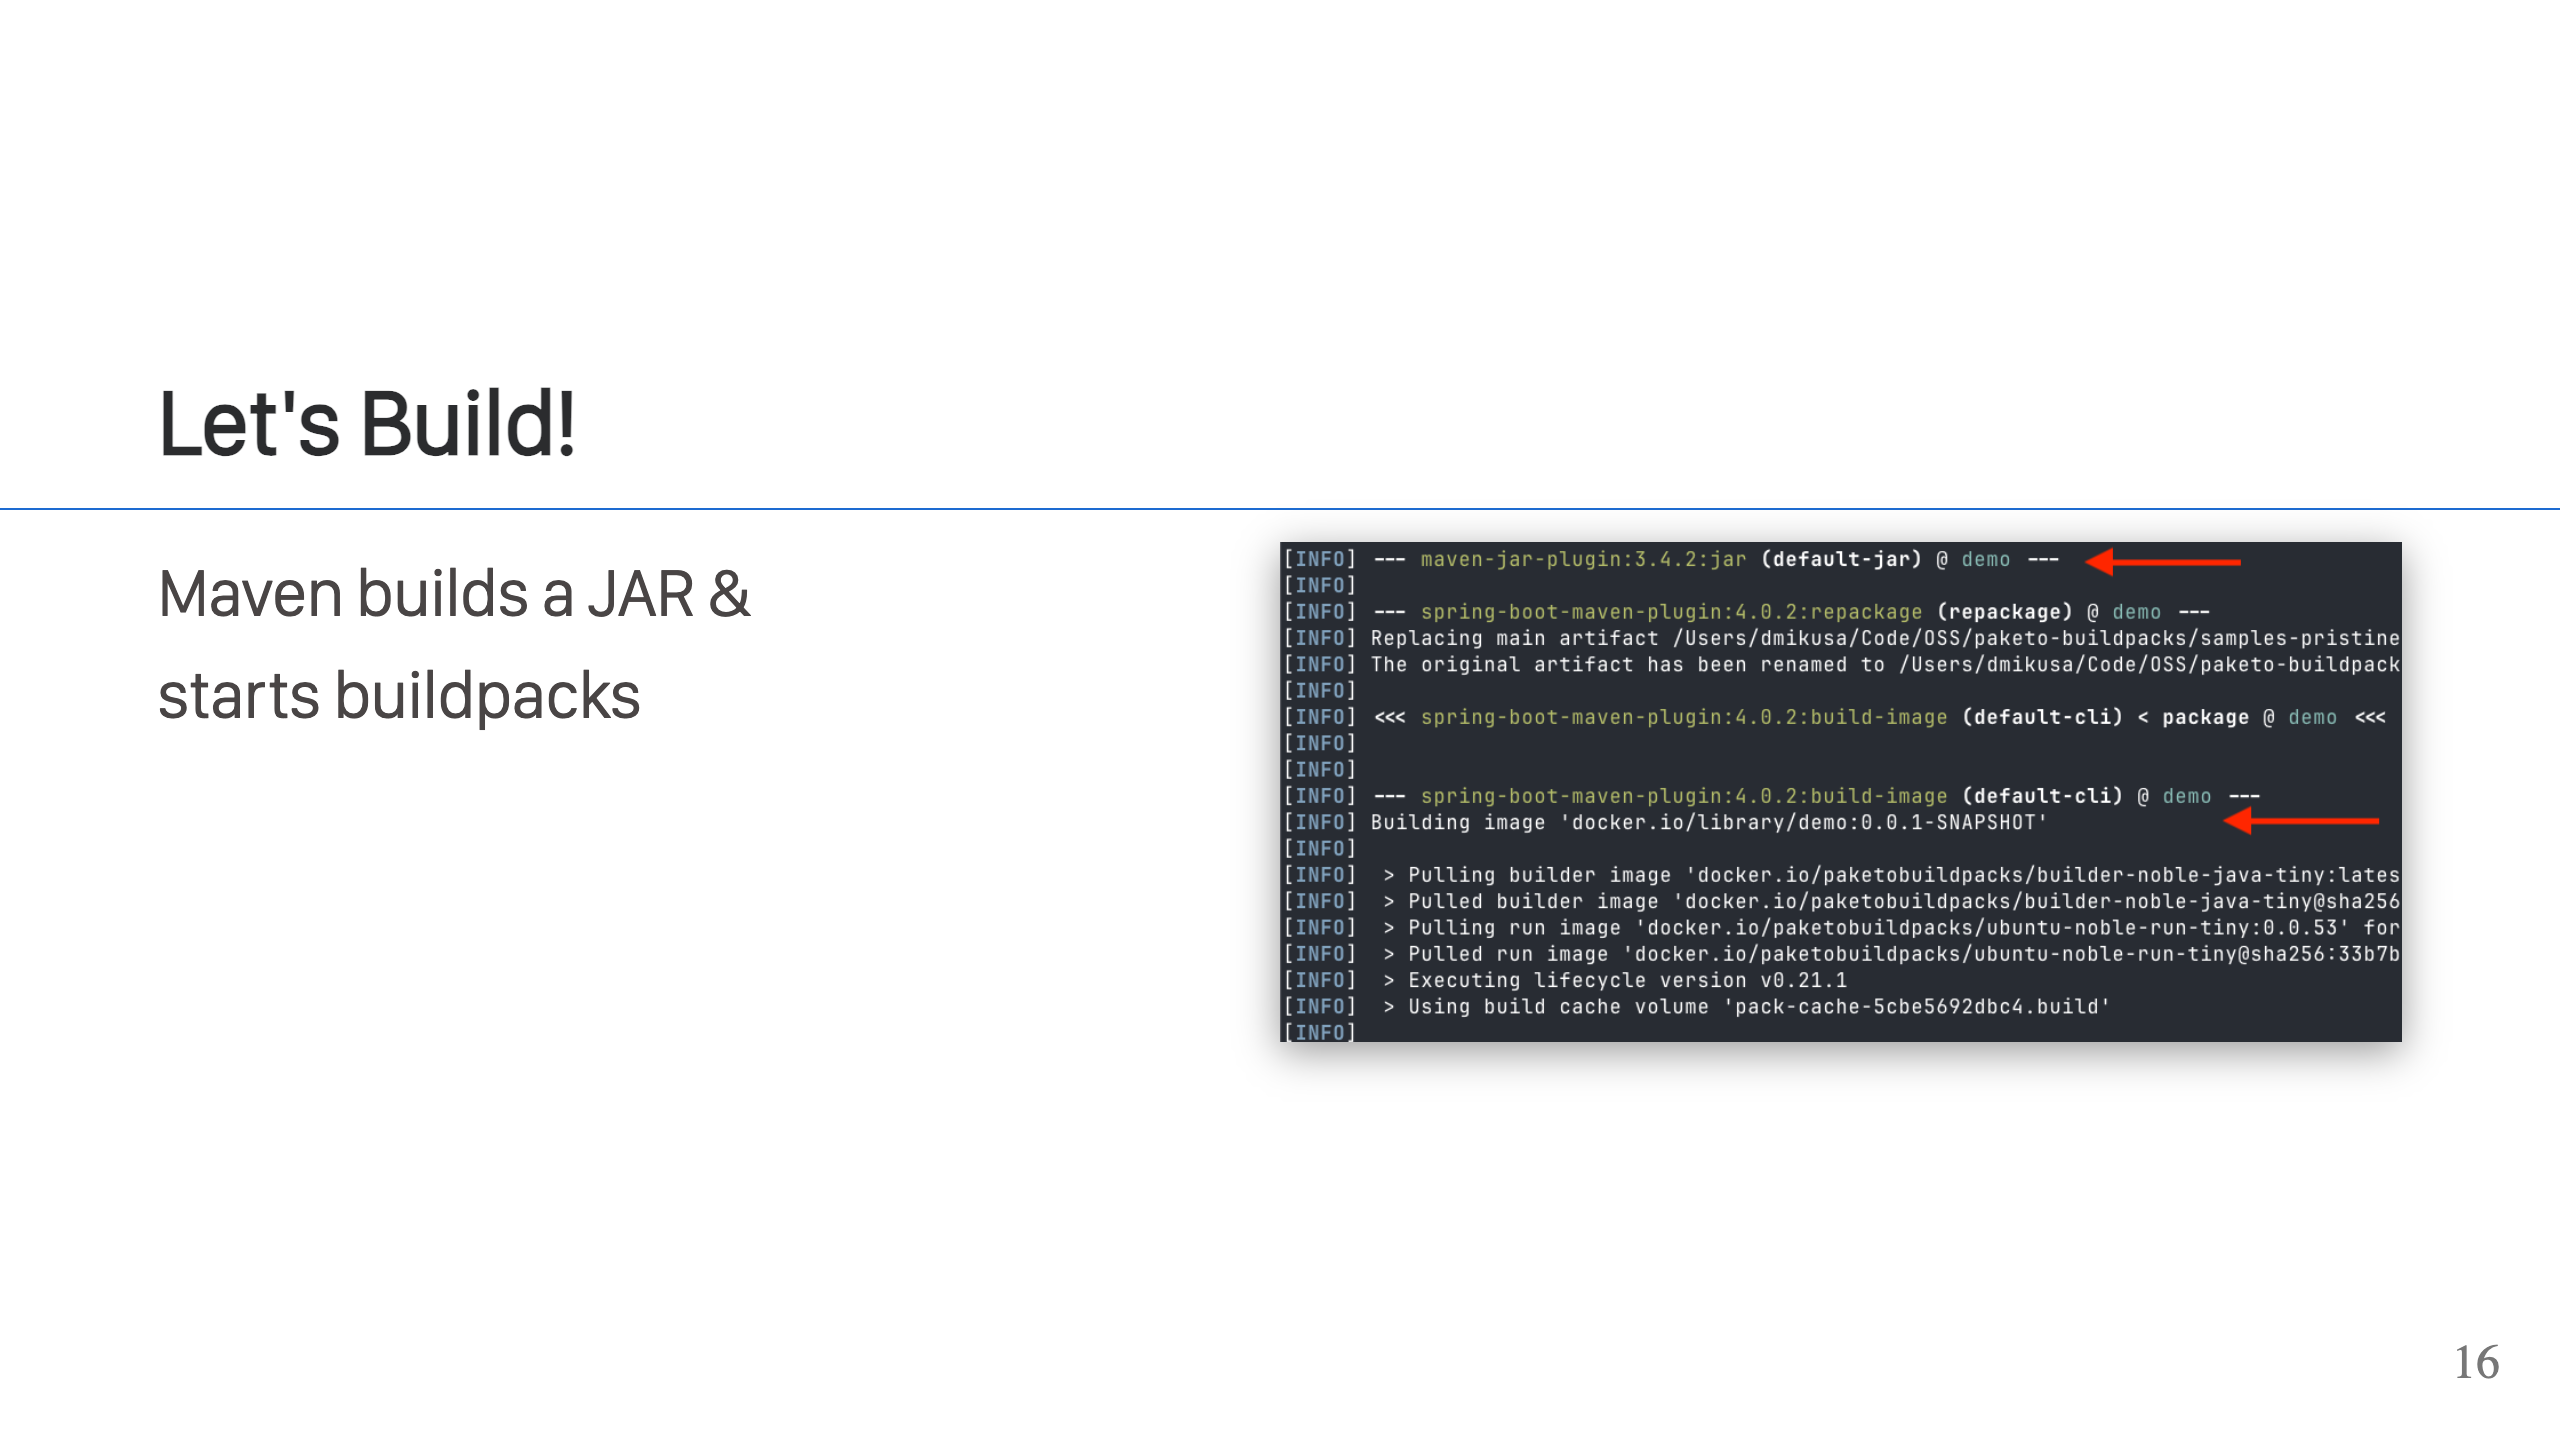 Let's Build!
Maven builds a JAR &
starts buildpacks
[INFO] --- maven-jar-plugin:3.4.2:jar (default-jar) @ demo ---
[INFO]
[INFO] --- spring-boot-maven-plugin:4.0.2:repackage (repackage) @ demo ---
[INFO] Replacing main artifact /Users/dmikusa/Code/OSS/paketo-buildpacks/samples-pristine
[INFO] The original artifact has been renamed to /Users/dmikusa/Code/OSS/paketo-buildpack
[INFO]
[INFO] <<< spring-boot-maven-plugin:4.0.2:build-image (default-cli) < package @ demo <<<
[INFO]
[INFO]
[INFO] --- spring-boot-maven-plugin:4.0.2:build-image (default-cli) @ demo ---
[INFO] Building image 'docker.io/library/demo:0.0.1-SNAPSHOT'
[INFO]
[INFO]  > Pulling builder image 'docker.io/paketobuildpacks/builder-noble-java-tiny:lates
[INFO]  > Pulled builder image 'docker.io/paketobuildpacks/builder-noble-java-tiny@sha256
[INFO]  > Pulling run image 'docker.io/paketobuildpacks/ubuntu-noble-run-tiny:0.0.53' for
[INFO]  > Pulled run image 'docker.io/paketobuildpacks/ubuntu-noble-run-tiny@sha256:33b7b
[INFO]  > Executing lifecycle version v0.21.1
[INFO]  > Using build cache volume 'pack-cache-5cbe5692dbc4.build'
[INFO]
16